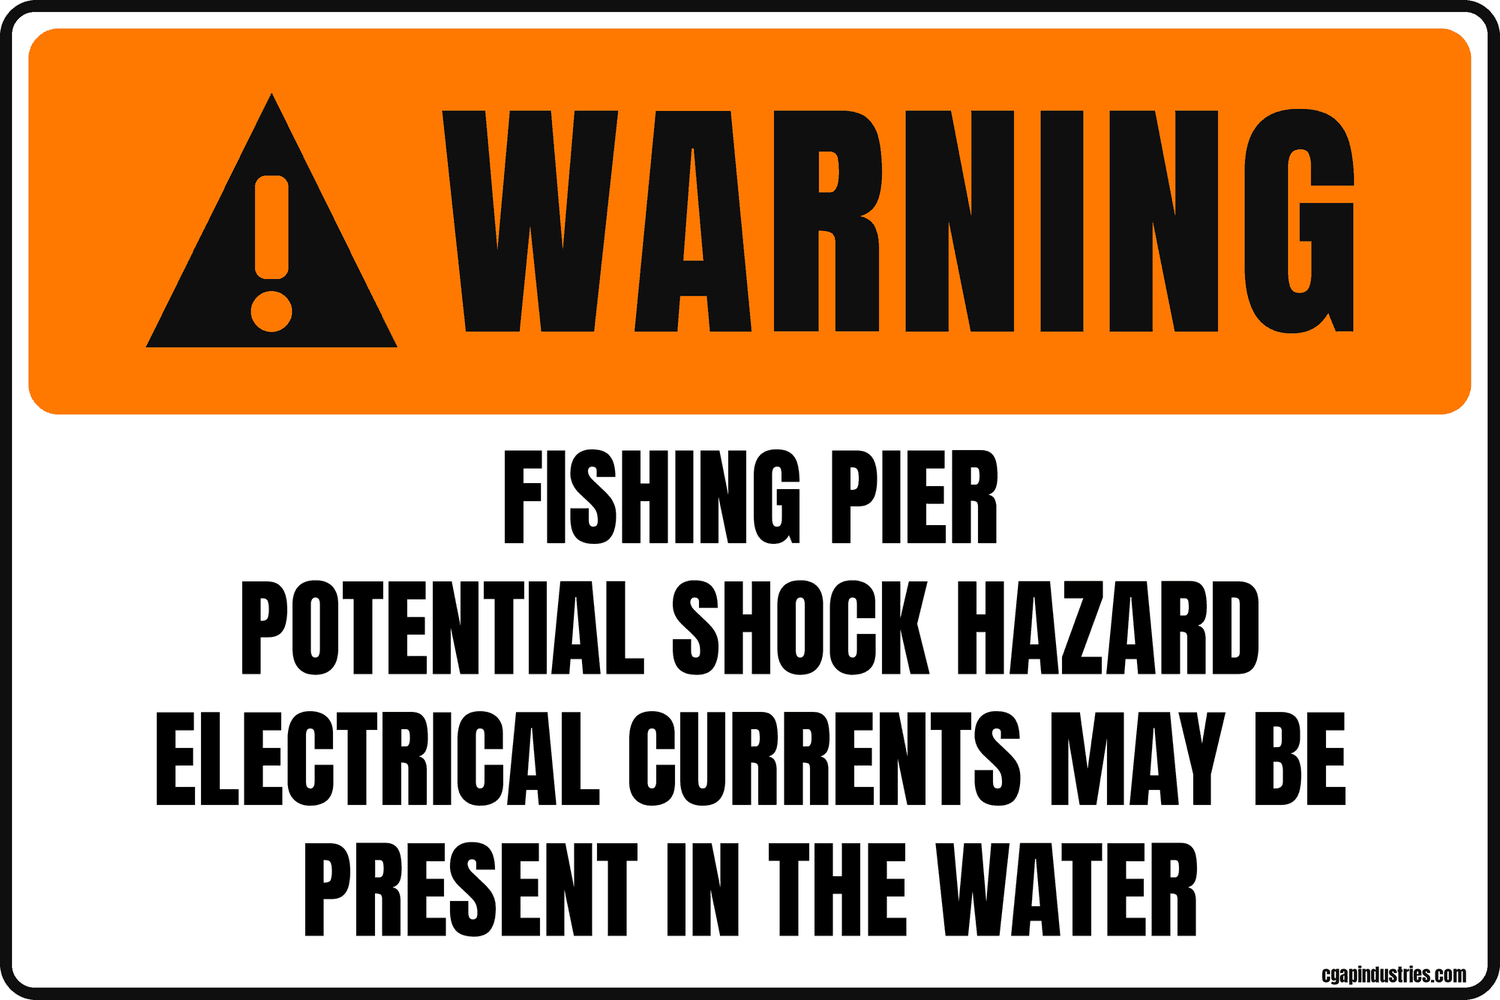 WARNING
FISHING PIER
POTENTIAL SHOCK HAZARD
ELECTRICAL CURRENTS MAY BE
PRESENT IN THE WATER
cgapindustries.com